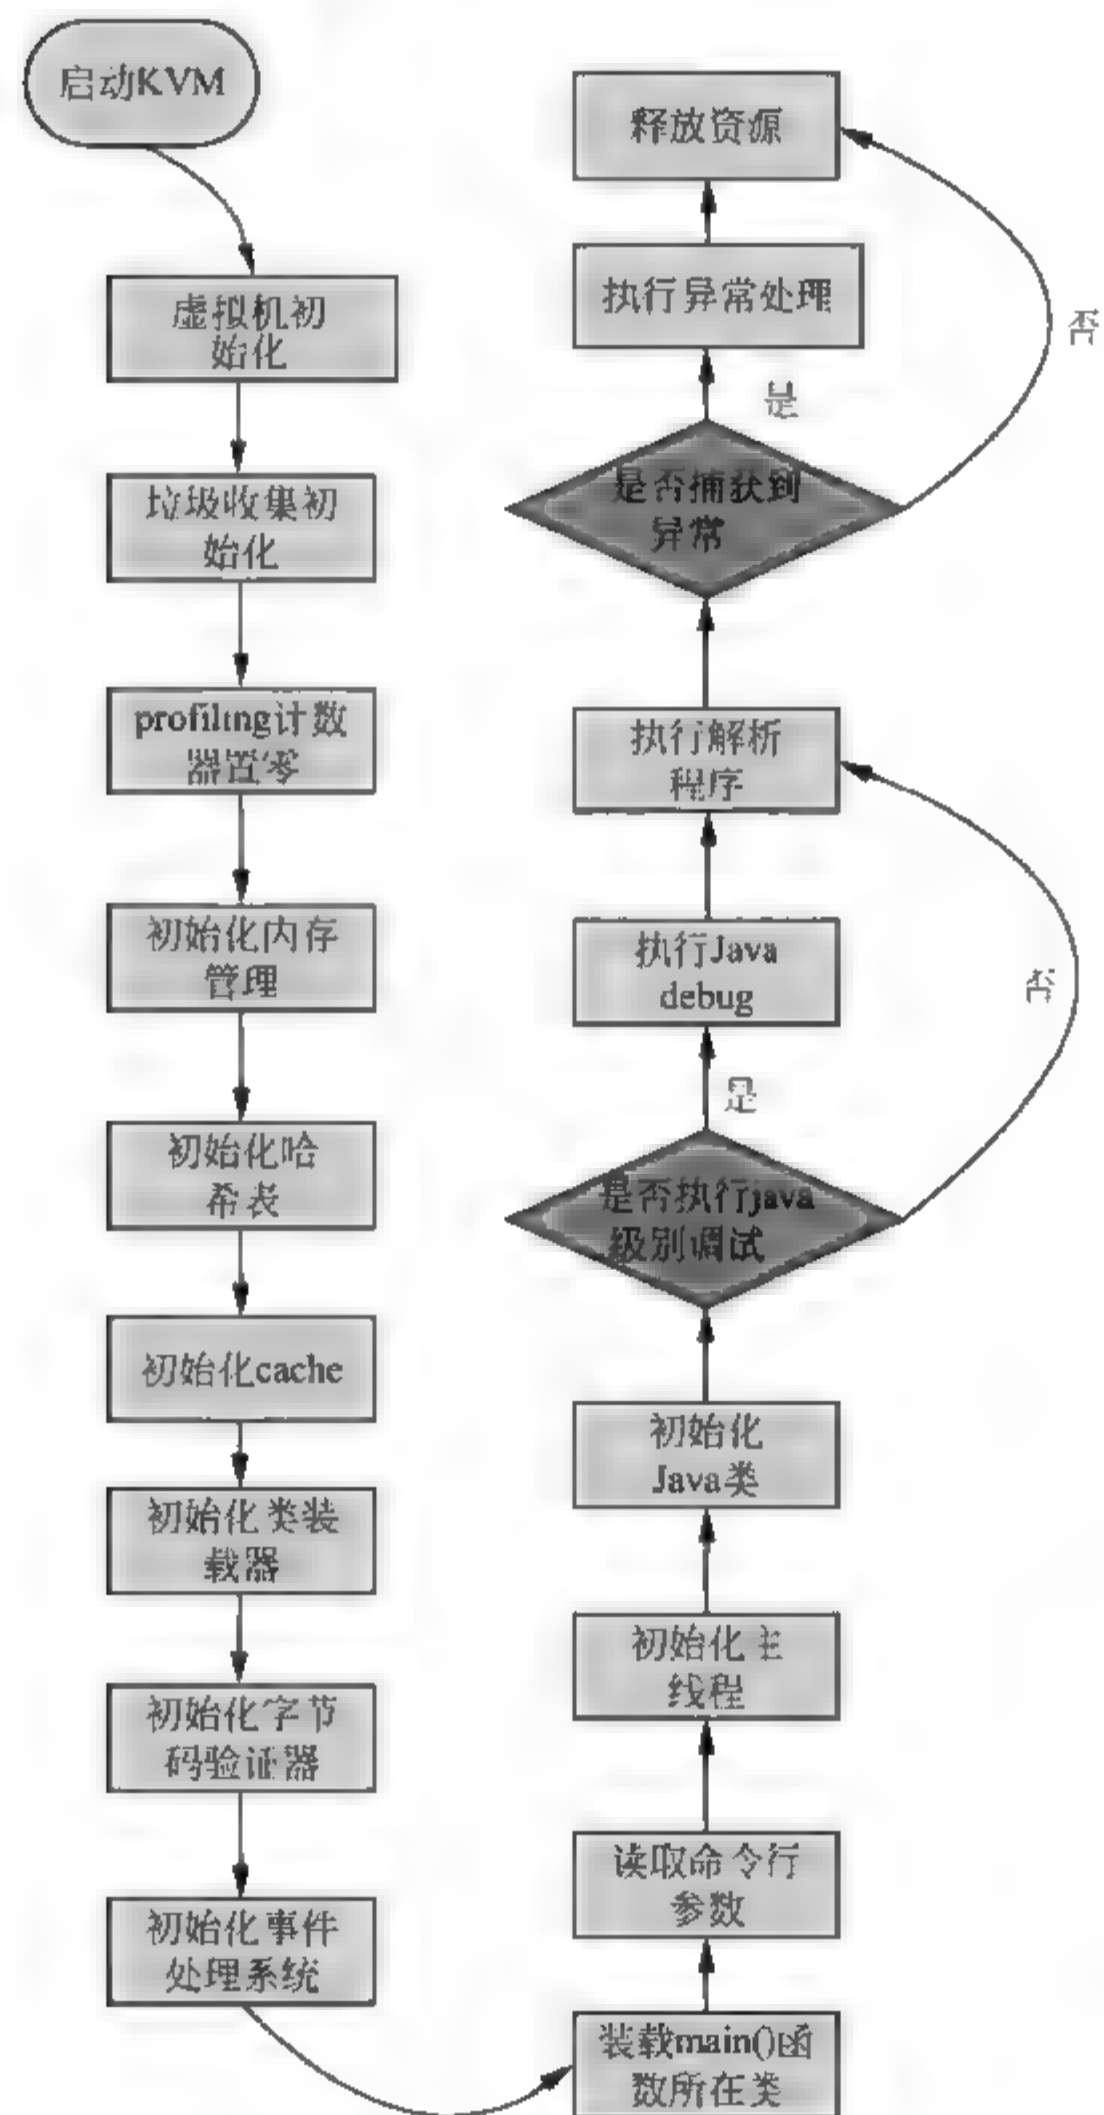 启动KVM
虚拟机初
始化
垃圾收集初
始化
profiling计数
器置零
初始化内存
管理
初始化哈
希表
初始化cache
初始化类装
载器
初始化字节
码验证器
初始化事件
处理系统
释放资源
执行异常处理
否
是
是否捕获到
异常
执行解析
程序
执行Java
debug
否
是
是否执行java
级别调试
初始化
Java类
初始化主
线程
读取命令行
参数
装载main()函
数所在类